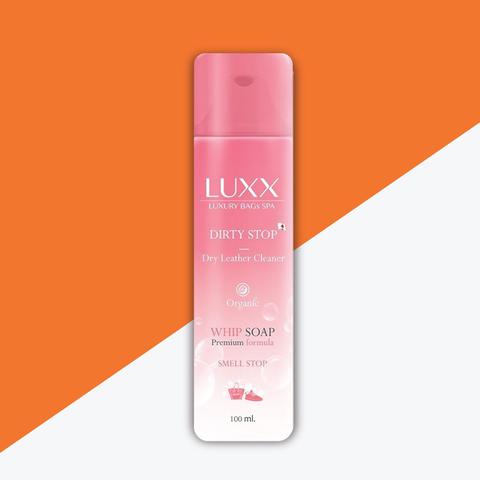 LUXX
LUXURY BAGs SPA
DIRTY STOP
Dry Leather Cleaner
Organic
WHIP SOAP
Premium formula
SMELL STOP
100 ml.